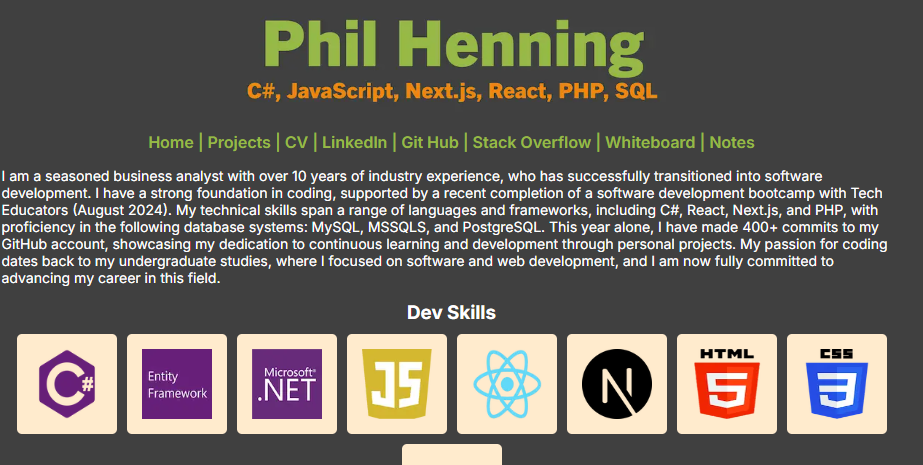 Phil Henning
C#, JavaScript, Next.js, React, PHP, SQL
Home | Projects | CV | LinkedIn | Git Hub | Stack Overflow | Whiteboard | Notes
I am a seasoned business analyst with over 10 years of industry experience, who has successfully transitioned into software
development. I have a strong foundation in coding, supported by a recent completion of a software development bootcamp with Tech
Educators (August 2024). My technical skills span a range of languages and frameworks, including C#, React, Next.js, and PHP, with
proficiency in the following database systems: MySQL, MSSQLS, and PostgreSQL. This year alone, I have made 400+ commits to my
GitHub account, showcasing my dedication to continuous learning and development through personal projects. My passion for coding
dates back to my undergraduate studies, where I focused on software and web development, and I am now fully committed to
advancing my career in this field.
Dev Skills
C#
Entity
Framework
Microsoft®
.NET
JS
N
HTML
5
CSS
3